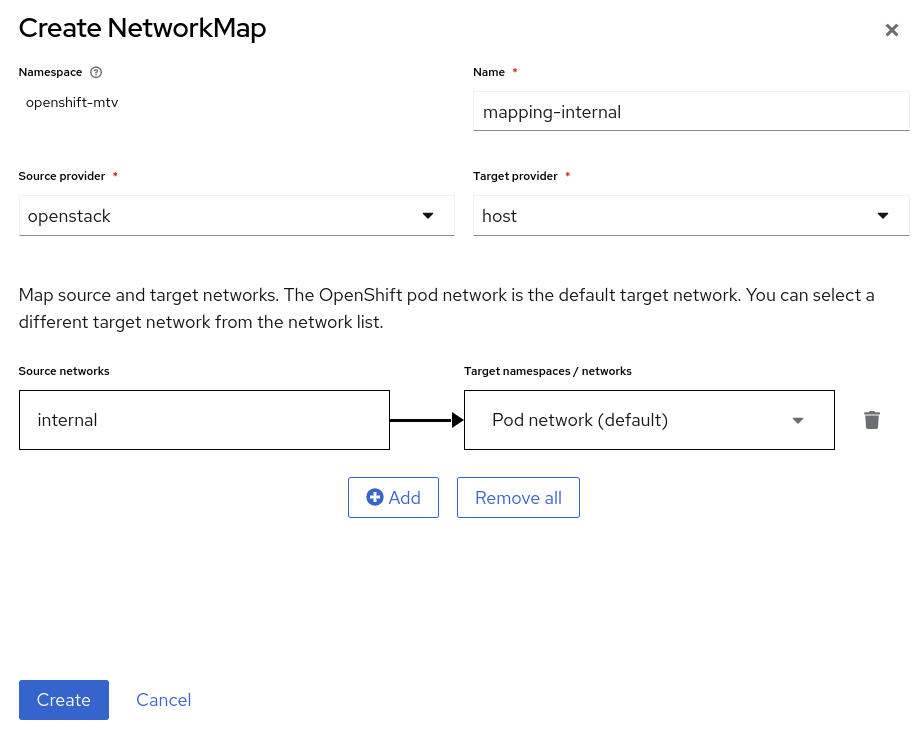 Create NetworkMap
Namespace
Name *
openshift-mtv
mapping-internal
Source provider *
Target provider *
openstack
host
Map source and target networks. The OpenShift pod network is the default target network. You can select a
different target network from the network list.
Source networks
Target namespaces / networks
internal
Pod network (default)
Add
Remove all
Create
Cancel